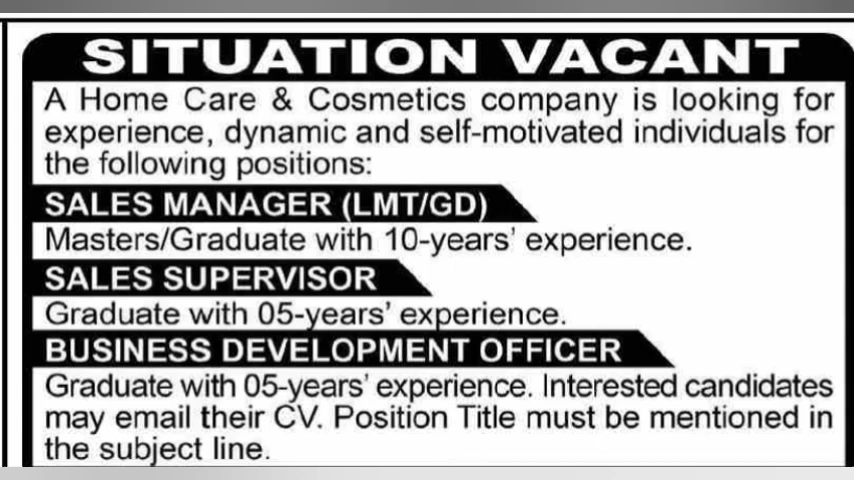 SITUATION VACANT
A Home Care & Cosmetics company is looking for
experience, dynamic and self-motivated individuals for
the following positions:
SALES MANAGER (LMT/GD)
Masters/Graduate with 10-years' experience.
SALES SUPERVISOR
Graduate with 05-years' experience.
BUSINESS DEVELOPMENT OFFICER
Graduate with 05-years' experience. Interested candidates
may email their CV. Position Title must be mentioned in
the subject line.